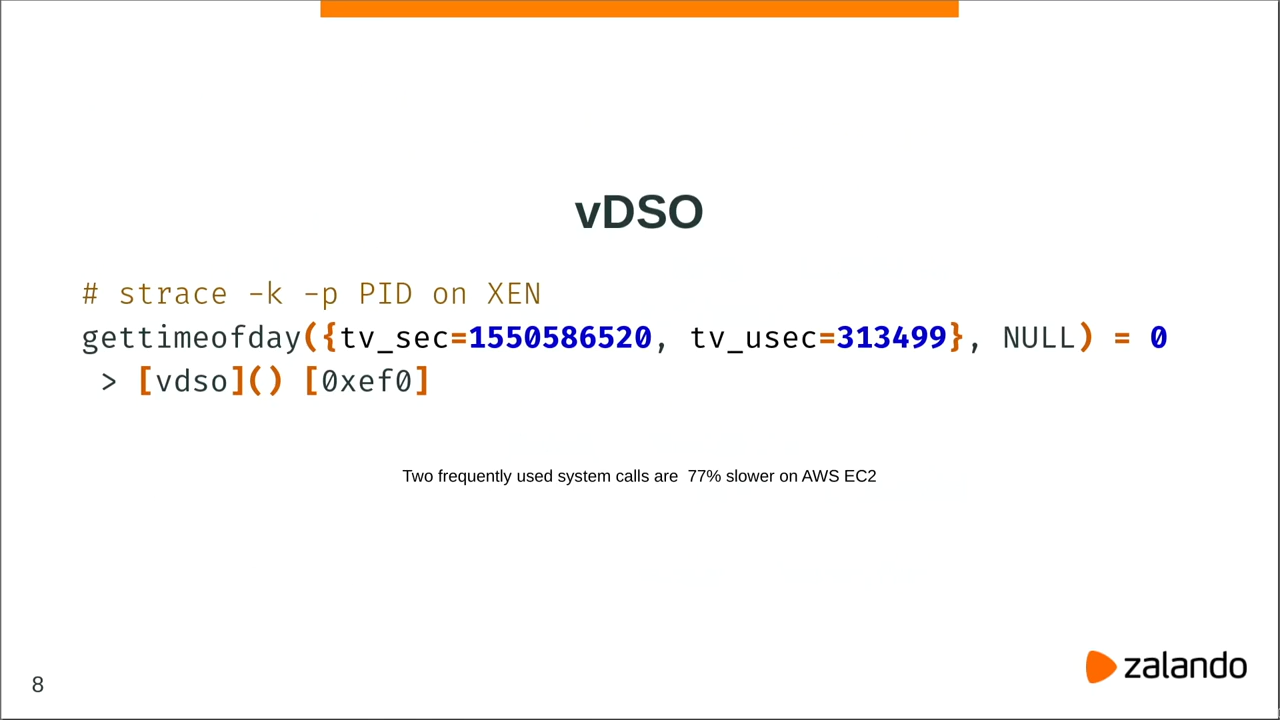 vDSO
# strace -k -p PID on XEN
gettimeofday({tv_sec=1550586520, tv_usec=313499}, NULL) = 0
> [vdso]() [0xef0]
Two frequently used system calls are  77% slower on AWS EC2
8
zalando